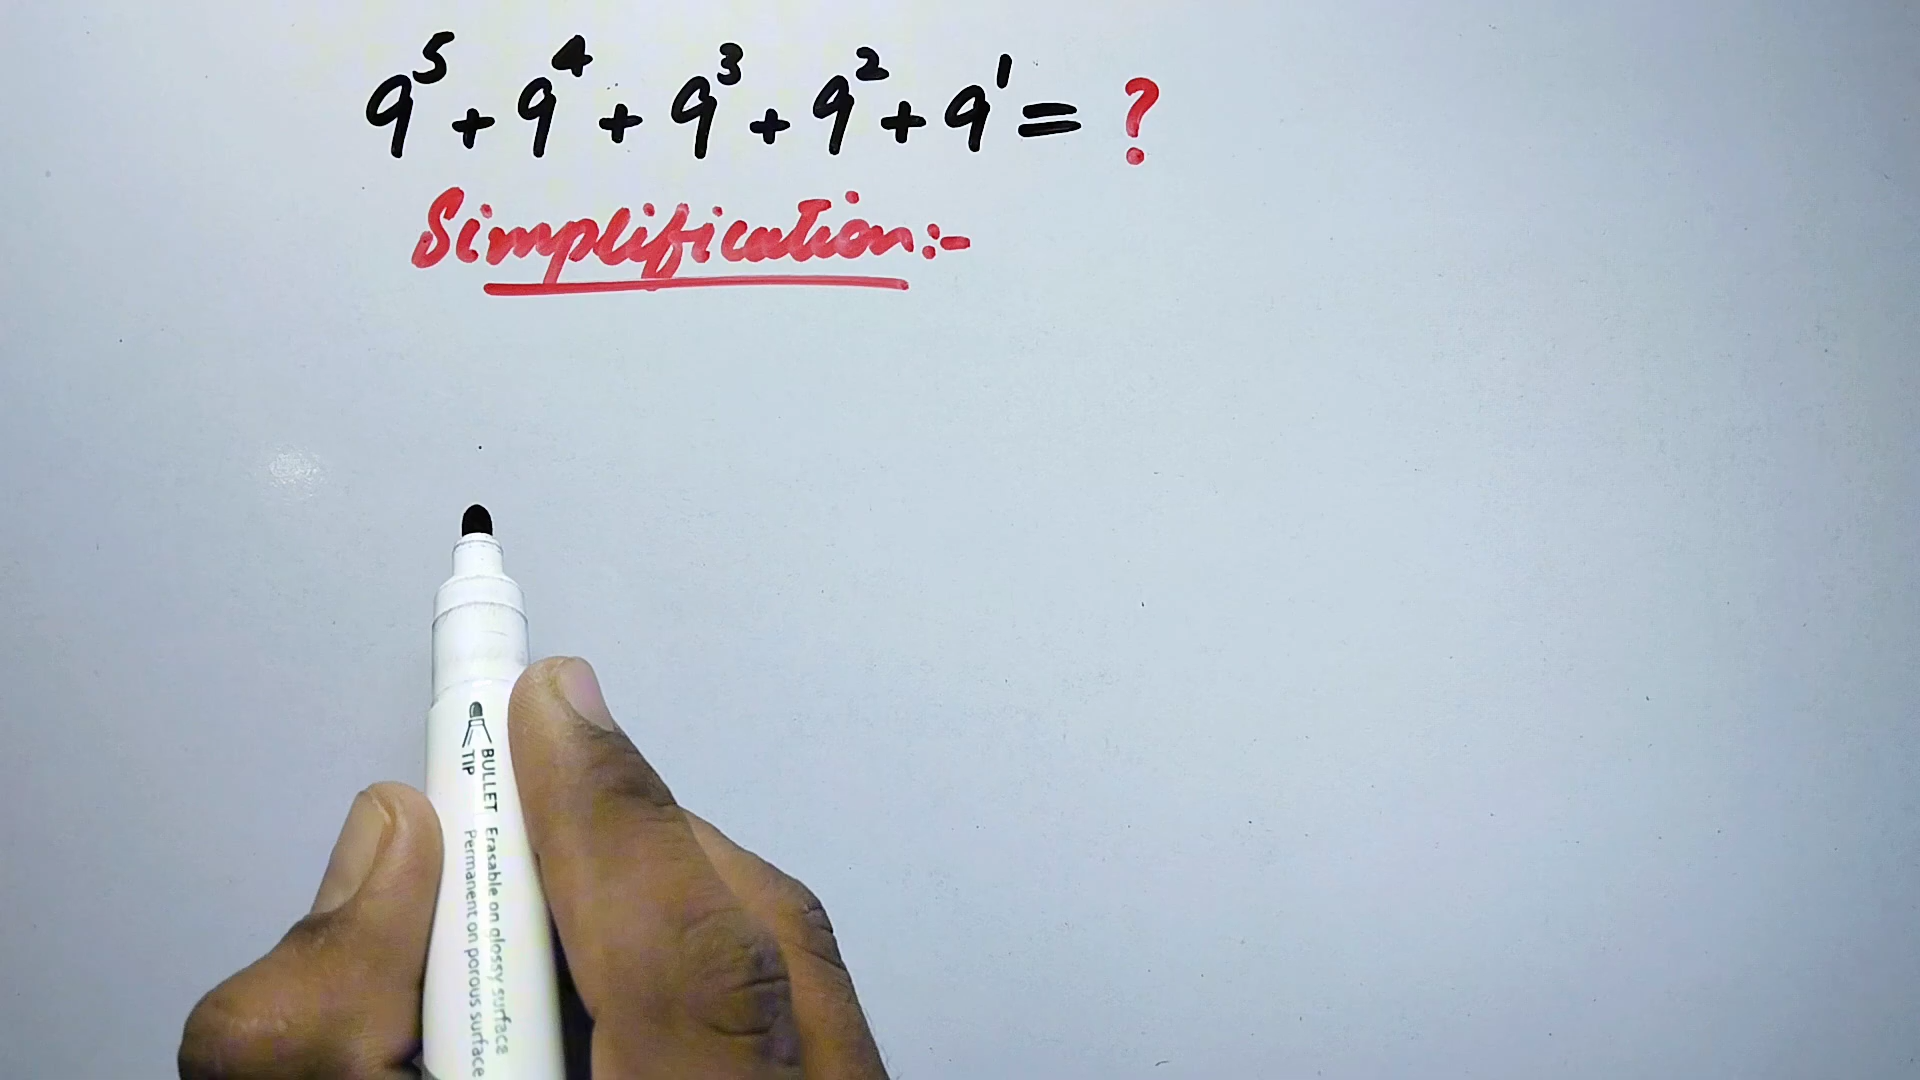 9⁵ + 9⁴ + 9³ + 9² + 9¹ = ?
Simplification:-
BULLET
TIP
Erasable on glossy surface
Permanent on porous surface